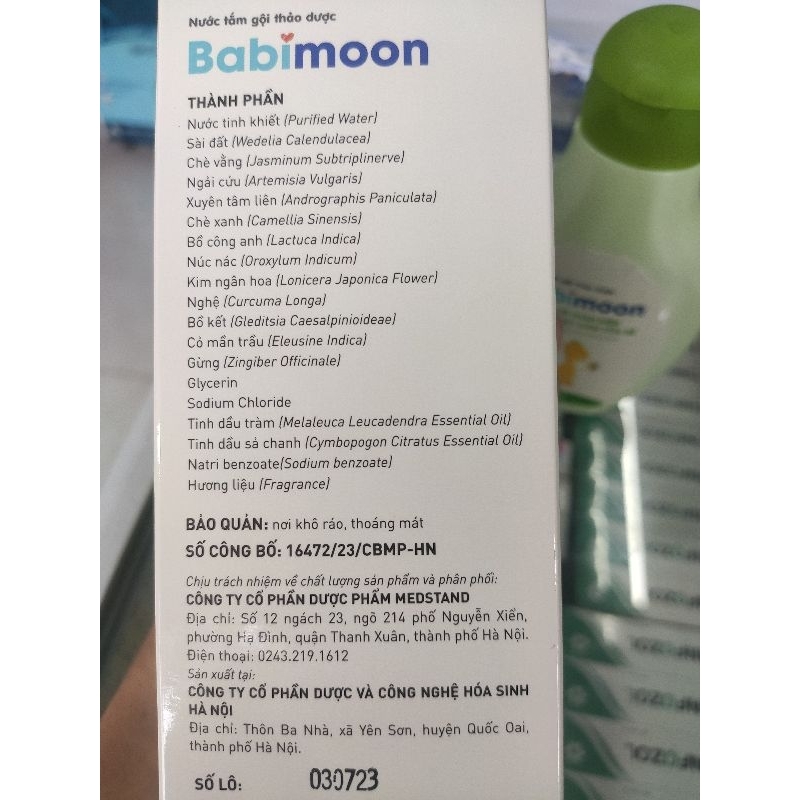 Nước tắm gội thảo dược
Babimoon
THÀNH PHẦN
Nước tinh khiết (Purified Water)
Sài đất (Wedelia Calendulacea)
Chè vằng (Jasminum Subtriplinerve)
Ngải cứu (Artemisia Vulgaris)
Xuyên tâm liên (Andrographis Paniculata)
Chè xanh (Camellia Sinensis)
Bồ công anh (Lactuca Indica)
Núc nác (Oroxylum Indicum)
Kim ngân hoa (Lonicera Japonica Flower)
Nghệ (Curcuma Longa)
Bồ kết (Gleditsia Caesalpinioideae)
Cỏ mần trầu (Eleusine Indica)
Gừng (Zingiber Officinale)
Glycerin
Sodium Chloride
Tinh dầu tràm (Melaleuca Leucadendra Essential Oil)
Tinh dầu sả chanh (Cymbopogon Citratus Essential Oil)
Natri benzoate(Sodium benzoate)
Hương liệu (Fragrance)
BẢO QUẢN: nơi khô ráo, thoáng mát
SỐ CÔNG BỐ: 16472/23/CBMP-HN
Chịu trách nhiệm về chất lượng sản phẩm và phân phối:
CÔNG TY CỔ PHẦN DƯỢC PHẨM MEDSTAND
Địa chỉ: Số 12 ngách 23, ngõ 214 phố Nguyễn Xiển,
phường Hạ Đình, quận Thanh Xuân, thành phố Hà Nội.
Điện thoại: 0243.219.1612
Sản xuất tại:
CÔNG TY CỔ PHẦN DƯỢC VÀ CÔNG NGHỆ HÓA SINH
HÀ NỘI
Địa chỉ: Thôn Ba Nhà, xã Yên Sơn, huyện Quốc Oai,
thành phố Hà Nội.
SỐ LÔ: 030723